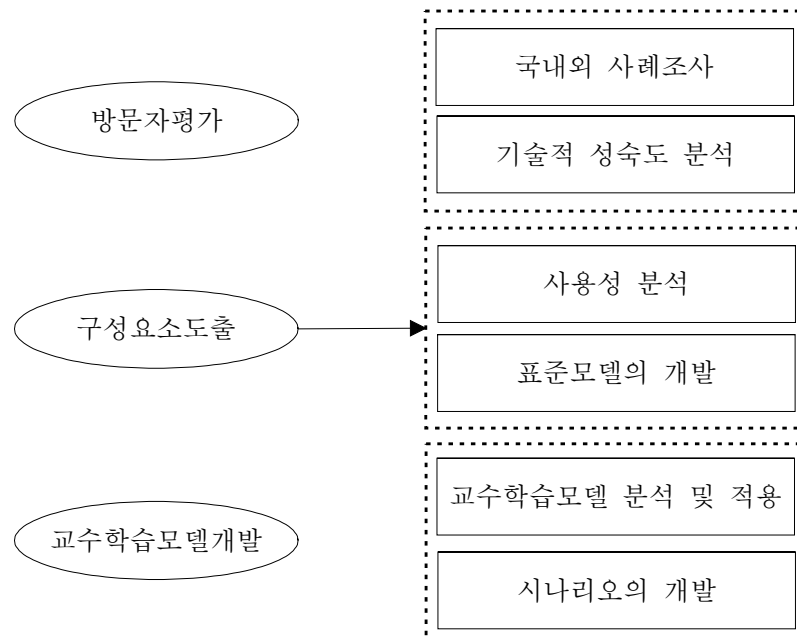 방문자평가
국내외 사례조사
기술적 성숙도 분석
구성요소도출
사용성 분석
표준모델의 개발
교수학습모델개발
교수학습모델 분석 및 적용
시나리오의 개발